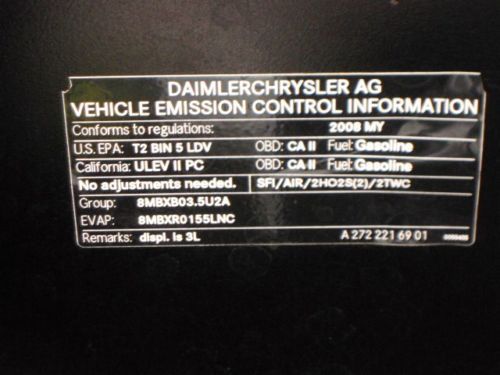 DAIMLERCHRYSLER AG
VEHICLE EMISSION CONTROL INFORMATION
Conforms to regulations: 2008 MY
U.S. EPA: T2 BIN 5 LDV OBD: CA II Fuel: Gasoline
California: ULEV II PC OBD: CA II Fuel: Gasoline
No adjustments needed. SFI/AIR/2HO2S(2)/2TWC
Group: 8MBXB03.5U2A
EVAP: 8MBXR0155LNC
Remarks: displ. is 3L A 272 221 69 01